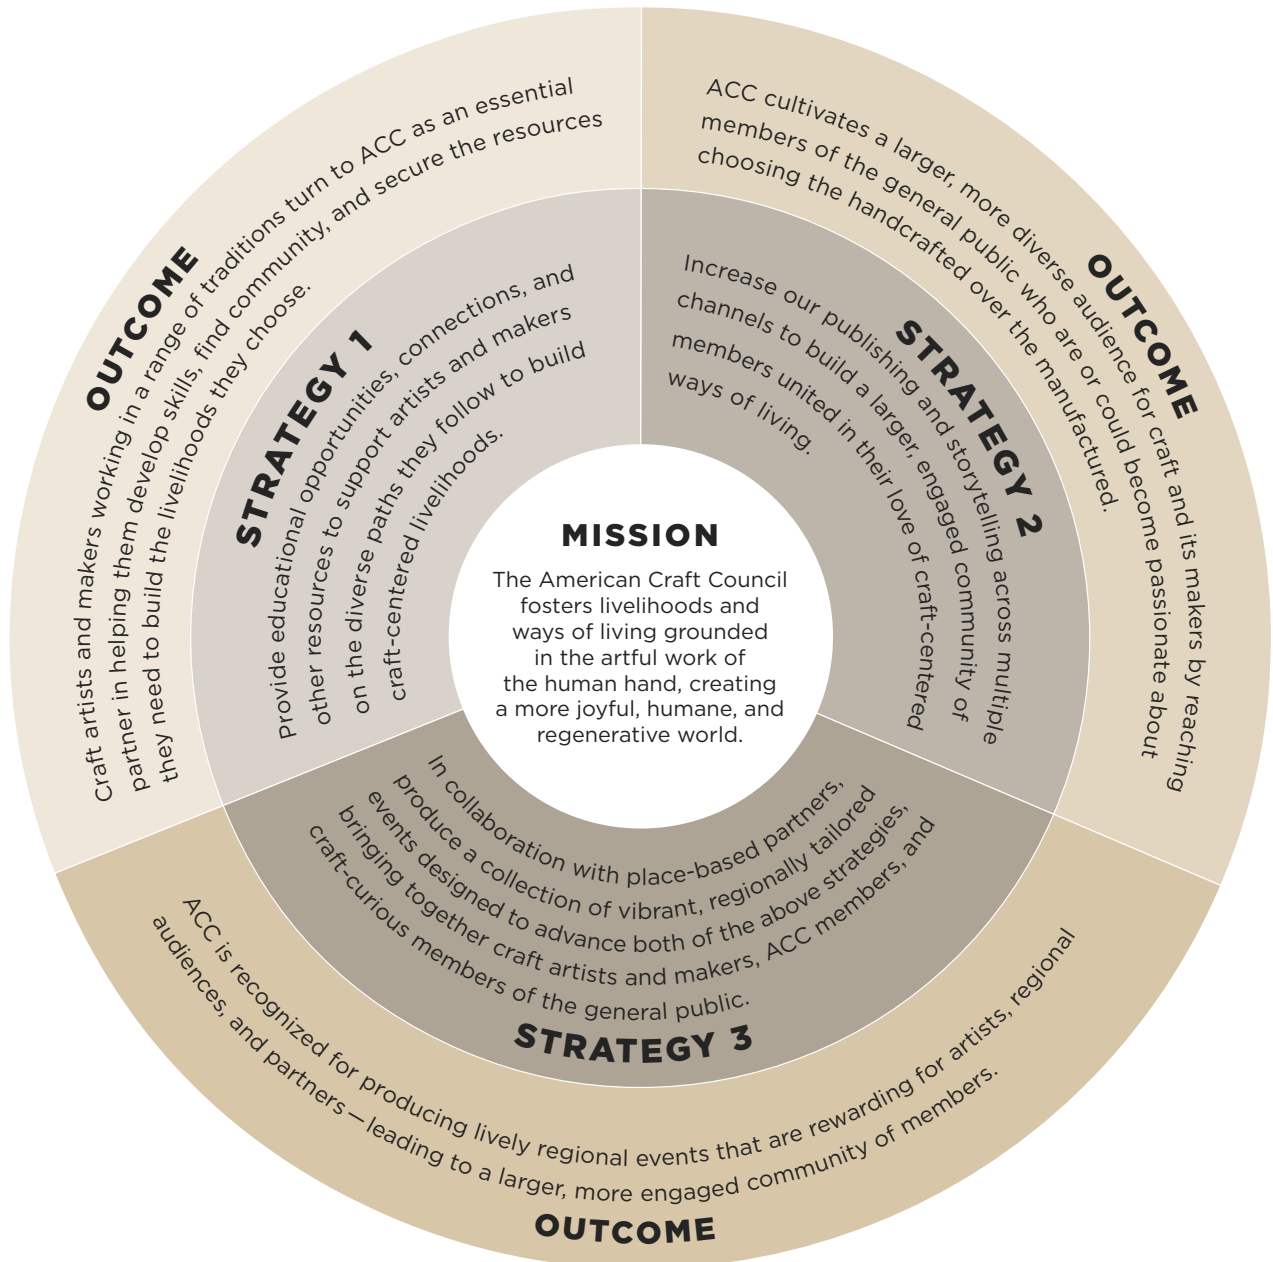 MISSION
The American Craft Council
fosters livelihoods and
ways of living grounded
in the artful work of
the human hand, creating
a more joyful, humane, and
regenerative world.
STRATEGY 1
Provide educational opportunities, connections, and
other resources to support artists and makers
on the diverse paths they follow to build
craft-centered livelihoods.
OUTCOME
Craft artists and makers working in a range of traditions turn to ACC as an essential
partner in helping them develop skills, find community, and secure the resources
they need to build the livelihoods they choose.
STRATEGY 2
Increase our publishing and storytelling across multiple
channels to build a larger, engaged community of
members united in their love of craft-centered
ways of living.
OUTCOME
ACC cultivates a larger, more diverse audience for craft and its makers by reaching
members of the general public who are or could become passionate about
choosing the handcrafted over the manufactured.
In collaboration with place-based partners,
produce a collection of vibrant, regionally tailored
events designed to advance both of the above strategies,
bringing together craft artists and makers, ACC members, and
craft-curious members of the general public.
STRATEGY 3
ACC is recognized for producing lively regional events that are rewarding for artists, regional
audiences, and partners—leading to a larger, more engaged community of members.
OUTCOME